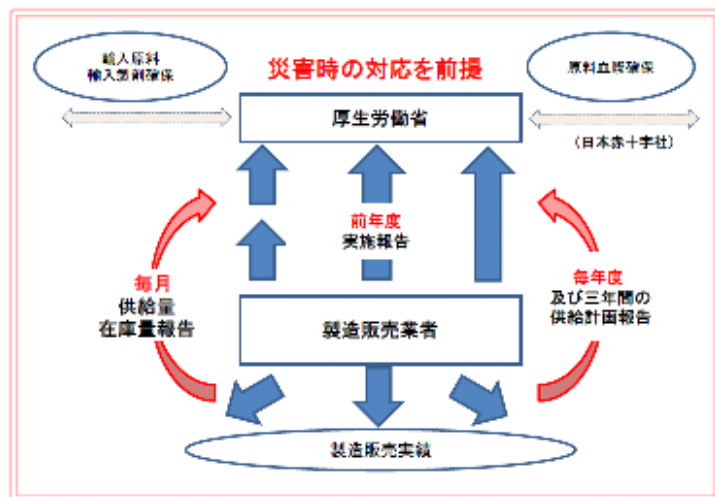 輸入原料
輸入製剤確保
災害時の対応を前提
原料血漿確保
厚生労働省
(日本赤十字社)
前年度
実施報告
毎月
供給量
在庫量報告
毎年度
及び三年間の
供給計画報告
製造販売業者
製造販売実績